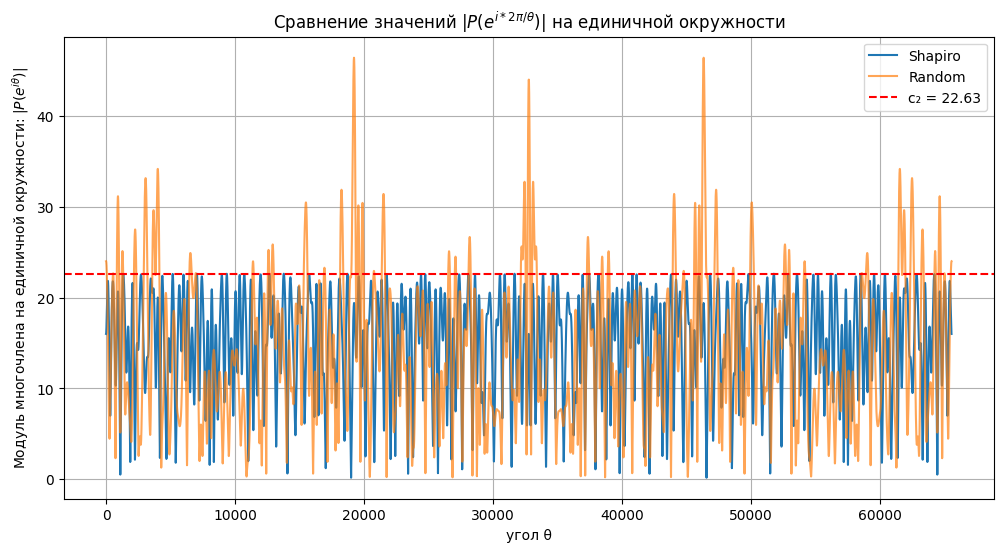 Сравнение значений |P(e^{i*2π/θ})| на единичной окружности
Модуль многочлена на единичной окружности: |P(e^{iθ})|
40
30
20
10
0
Shapiro
Random
c₂ = 22.63
0 10000 20000 30000 40000 50000 60000
угол θ